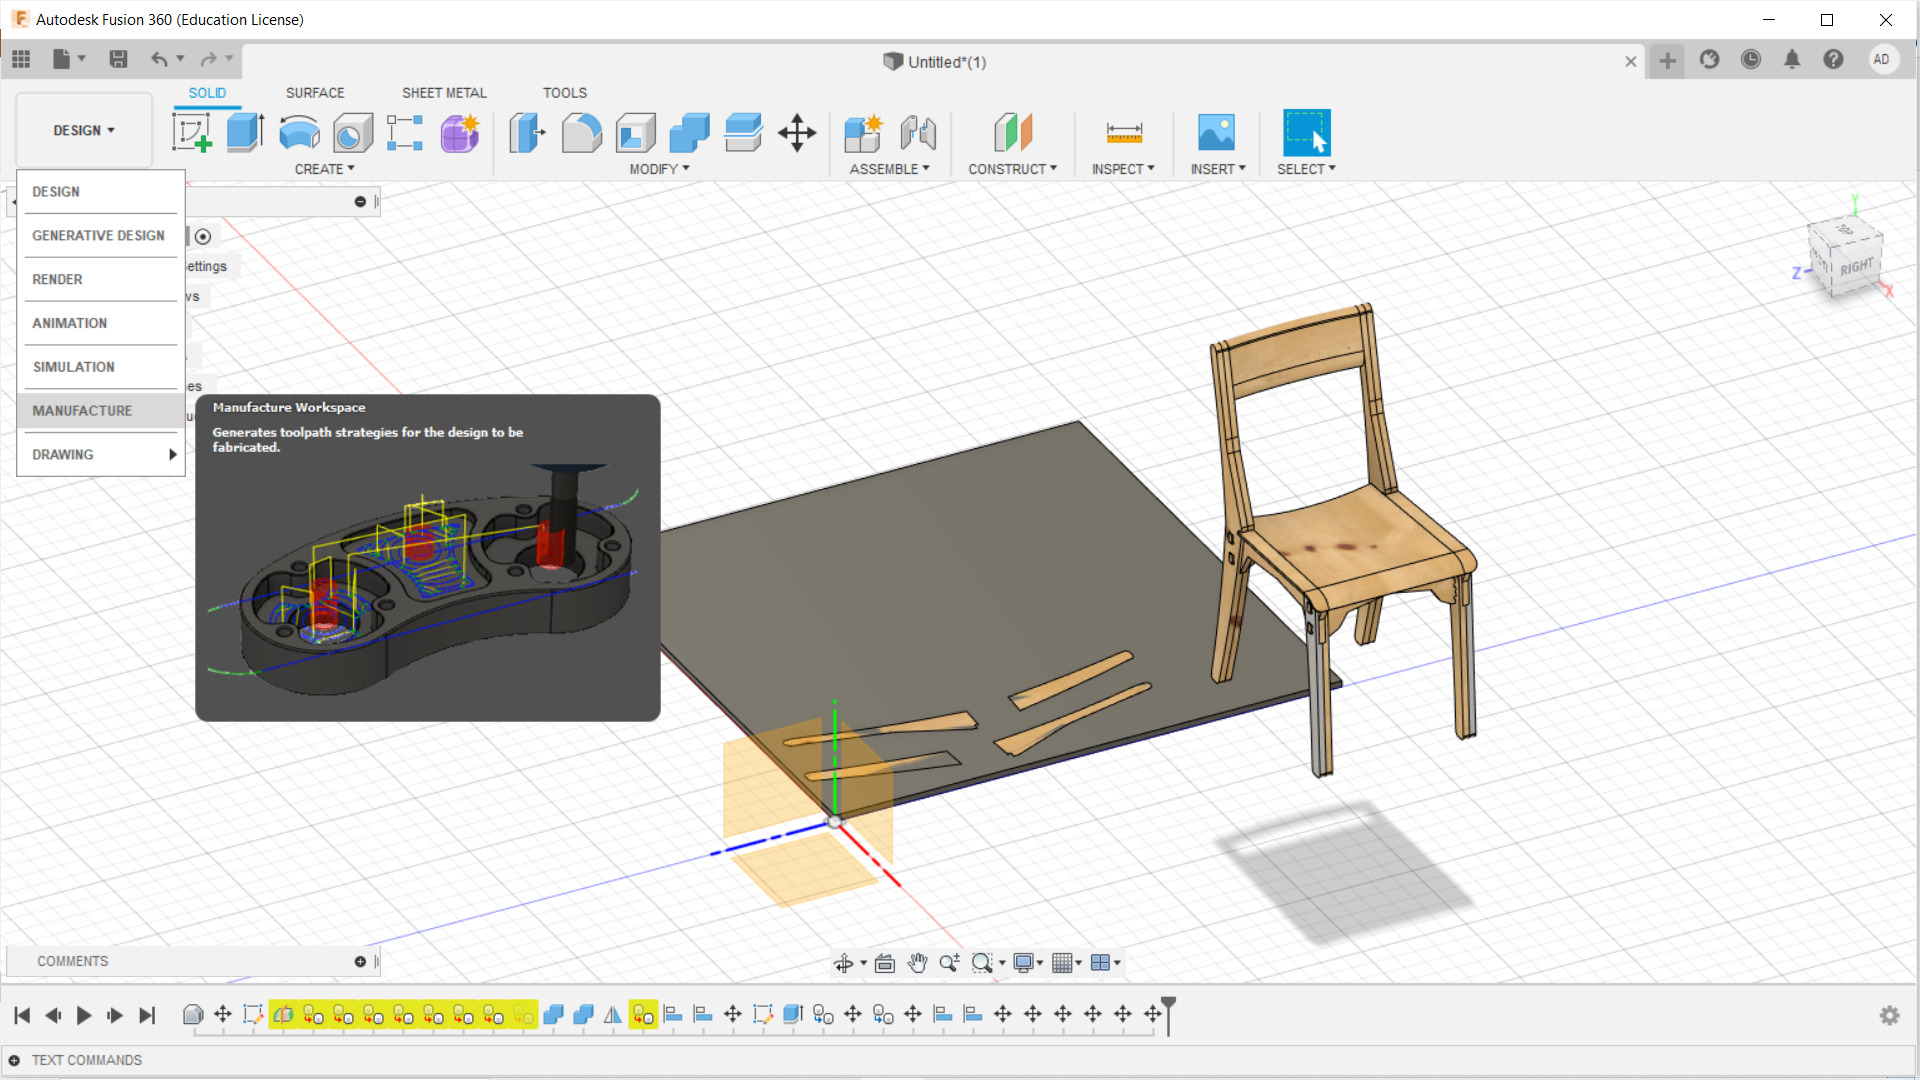 Autodesk Fusion 360 (Education License)
Untitled*(1)
AD
DESIGN
SOLID
SURFACE
SHEET METAL
TOOLS
CREATE
MODIFY
ASSEMBLE
CONSTRUCT
INSPECT
INSERT
SELECT
DESIGN
GENERATIVE DESIGN
RENDER
ANIMATION
SIMULATION
MANUFACTURE
DRAWING
ettings
Manufacture Workspace
Generates toolpath strategies for the design to be
fabricated.
Y
RIGHT
Z
X
COMMENTS
TEXT COMMANDS